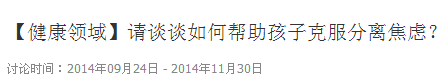 【健康领域】请谈谈如何帮助孩子克服分离焦虑？
讨论时间：2014年09月24日 - 2014年11月30日